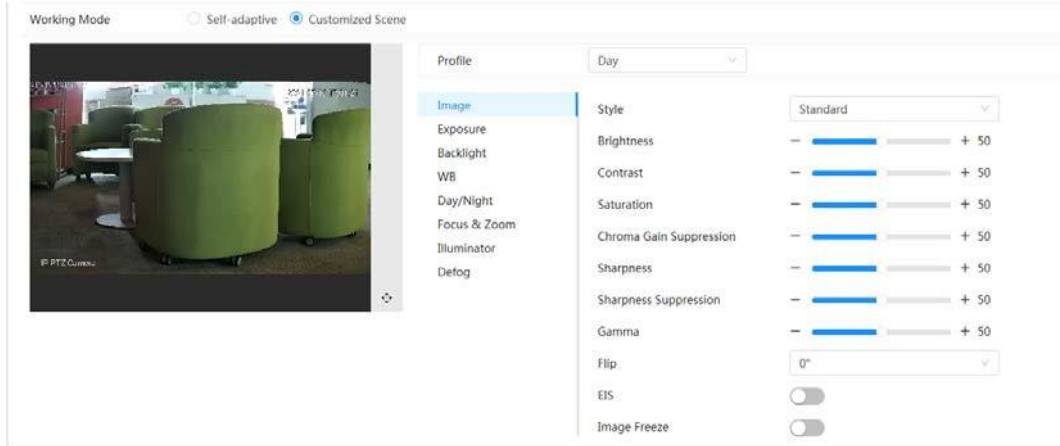 Working Mode Self-adaptive Customized Scene
Profile Day
Image
Exposure
Backlight
WB
Day/Night
Focus & Zoom
Illuminator
Defog
Style Standard
Brightness − + 50
Contrast − + 50
Saturation − + 50
Chroma Gain Suppression − + 50
Sharpness − + 50
Sharpness Suppression − + 50
Gamma − + 50
Flip 0°
EIS
Image Freeze
IP PTZ Camera